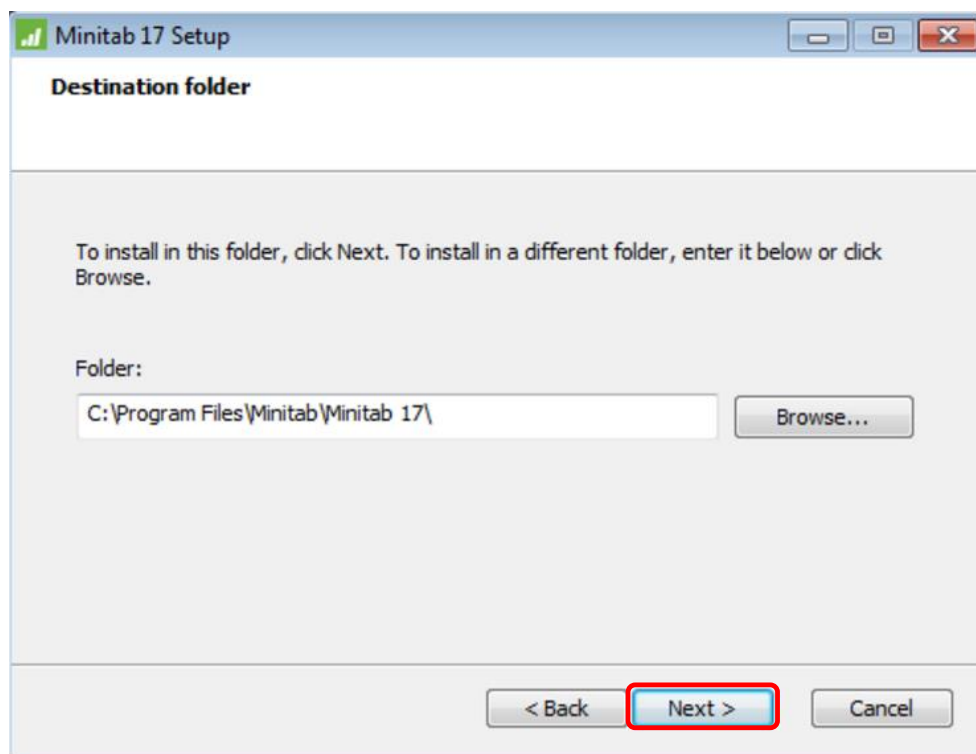 Minitab 17 Setup
Destination folder
To install in this folder, click Next. To install in a different folder, enter it below or click
Browse.
Folder:
C:\Program Files\Minitab\Minitab 17\
Browse...
< Back
Next >
Cancel